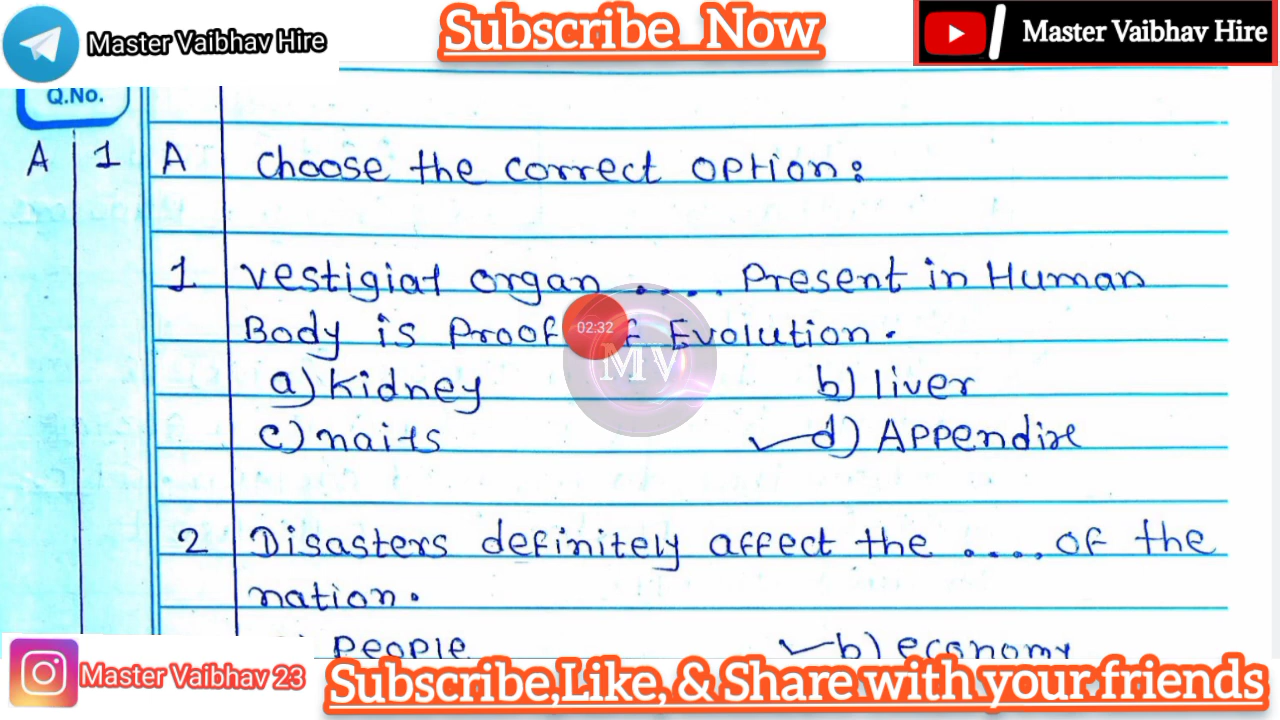 Master Vaibhav Hire
Subscribe Now
Master Vaibhav Hire
Q.No.
A 1 A Choose the correct option:
1 Vestigial organ .... Present in Human
Body is Proof of Evolution.
02:32
MV
a) kidney b) liver
c) nails d) Appendix
2 Disasters definitely affect the .... of the
nation.
People b) economy
Master Vaibhav 23
Subscribe,Like, & Share with your friends